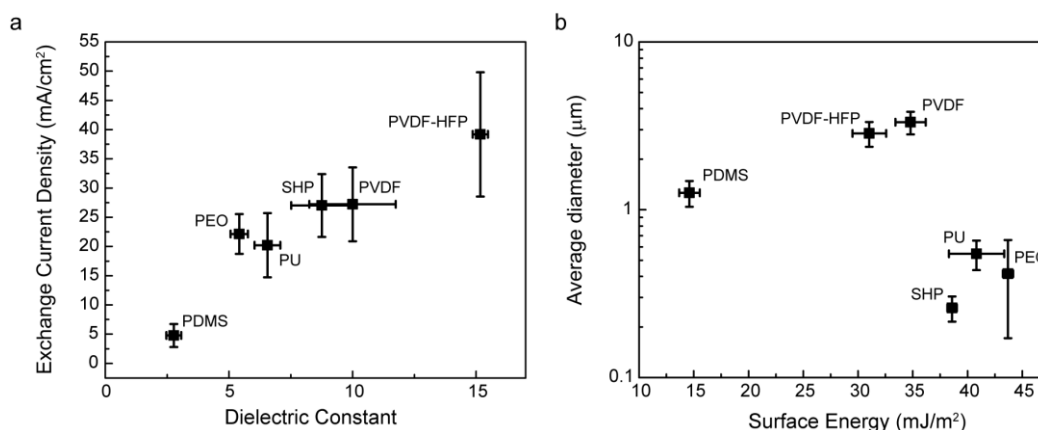 a
Exchange Current Density (mA/cm²)
55
50
45
40
35
30
25
20
15
10
5
0
PVDF-HFP
SHP
PVDF
PEO
PU
PDMS
0
5
10
15
Dielectric Constant
b
Average diameter (μm)
10
1
0.1
PVDF-HFP
PVDF
PDMS
PU
PEO
SHP
10
15
20
25
30
35
40
45
Surface Energy (mJ/m²)